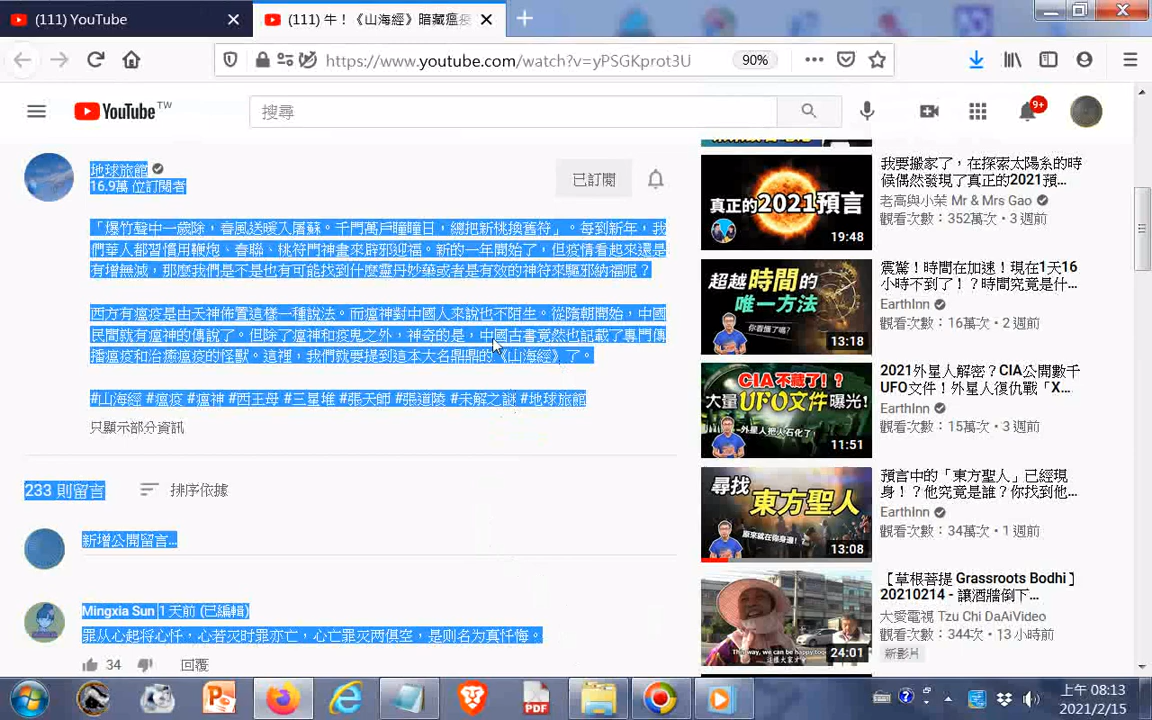 (111) YouTube
(111) 牛！《山海經》暗藏瘟疫
https://www.youtube.com/watch?v=yPSGKprot3U
90%
YouTube TW
搜尋
9+
地球旅館
16.9萬 位訂閱者
已訂閱
「爆竹聲中一歲除，春風送暖入屠蘇。千門萬戶曈曈日，總把新桃換舊符」。每到新年，我
們華人都習慣用鞭炮、春聯、桃符門神畫來辟邪迎福。新的一年開始了，但疫情看起來還是
有增無減，那麼我們是不是也有可能找到什麼靈丹妙藥或者是有效的神符來驅邪納福呢？
西方有瘟疫是由天神佈置這樣一種說法。而瘟神對中國人來說也不陌生。從隋朝開始，中國
民間就有瘟神的傳說了。但除了瘟神和疫鬼之外，神奇的是，中國古書竟然也記載了專門傳
播瘟疫和治癒瘟疫的怪獸。這裡，我們就要提到這本大名鼎鼎的《山海經》了。
#山海經 #瘟疫 #瘟神 #西王母 #三星堆 #張天師 #張道陵 #未解之謎 #地球旅館
只顯示部分資訊
233 則留言
排序依據
新增公開留言...
Mingxia Sun 1 天前 (已編輯)
罪从心起将心忏，心若灭时罪亦亡，心亡罪灭两俱空，是则名为真忏悔。
34
回覆
真正的2021預言
19:48
我要搬家了，在探索太陽系的時
候偶然發現了真正的2021預...
老高與小茉 Mr & Mrs Gao
觀看次數：352萬次 • 3 週前
超越時間的
唯一方法
你看懂了嗎?
13:18
震驚！時間在加速！現在1天16
小時不到了！？時間究竟是什...
EarthInn
觀看次數：16萬次 • 2 週前
CIA不藏了!?
大量UFO文件曝光!
外星人把人石化了!
11:51
2021外星人解密？CIA公開數千
UFO文件！外星人復仇戰「X...
EarthInn
觀看次數：15萬次 • 3 週前
尋找
東方聖人
原來就在你身邊!
13:08
預言中的「東方聖人」已經現
身！？他究竟是誰？你找到他...
EarthInn
觀看次數：34萬次 • 1 週前
This way, we can be happy too
24:01
【草根菩提 Grassroots Bodhi】
20210214 - 讓酒牆倒下...
大愛電視 Tzu Chi DaAiVideo
觀看次數：344次 • 13 小時前
新影片
PDF
上午 08:13
2021/2/15